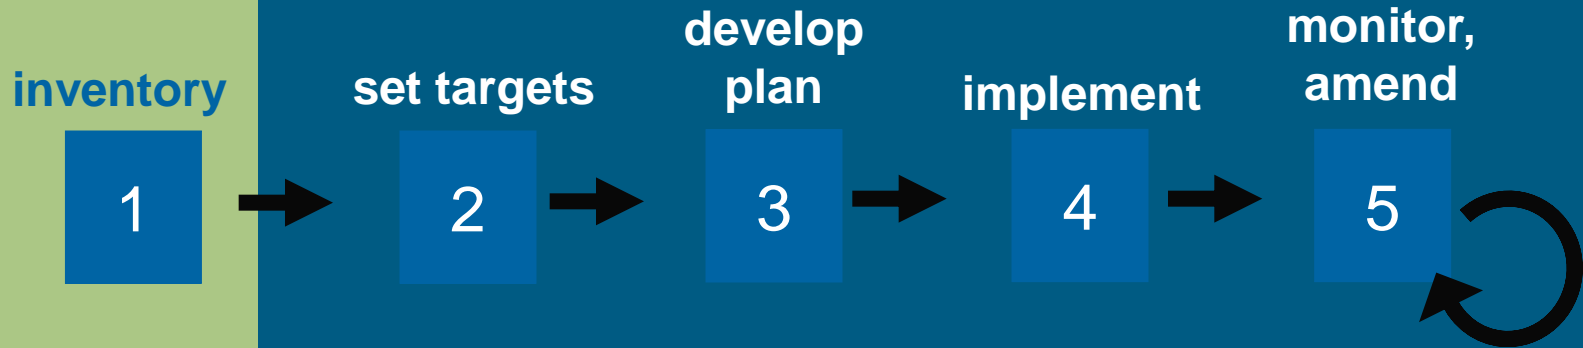 inventory
1
set targets
2
develop
plan
3
implement
4
monitor,
amend
5